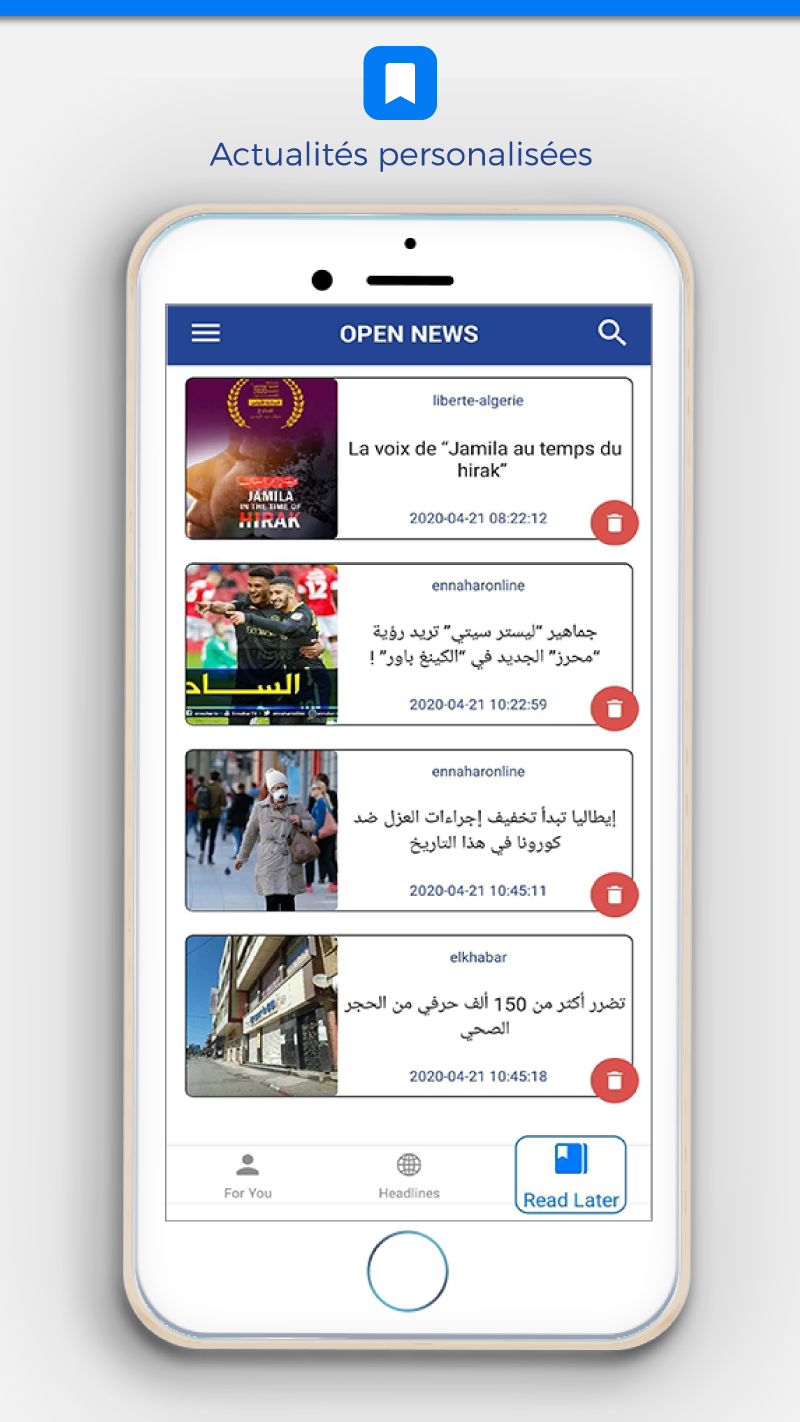 Actualités personalisées
OPEN NEWS
JAMILA
IN THE TIME OF
HIRAK
liberte-algerie
La voix de “Jamila au temps du
hirak”
2020-04-21 08:22:12
الساد
ennaharonline
جماهير “ليستر سيتي” تريد رؤية
“محرز” الجديد في “الكينغ باور” !
2020-04-21 10:22:59
ennaharonline
إيطاليا تبدأ تخفيف إجراءات العزل ضد
كورونا في هذا التاريخ
2020-04-21 10:45:11
elkhabar
تضرر أكثر من 150 ألف حرفي من الحجر
الصحي
2020-04-21 10:45:18
For You
Headlines
Read Later